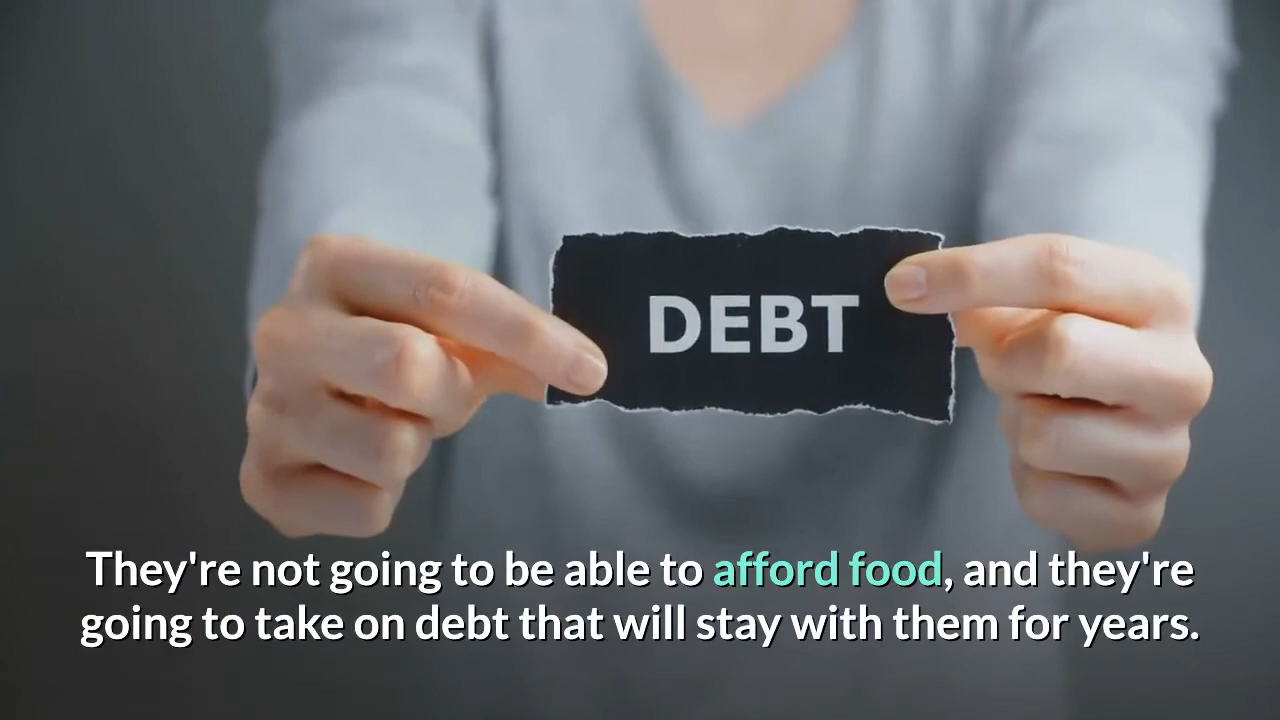 DEBT
They're not going to be able to afford food, and they're
going to take on debt that will stay with them for years.